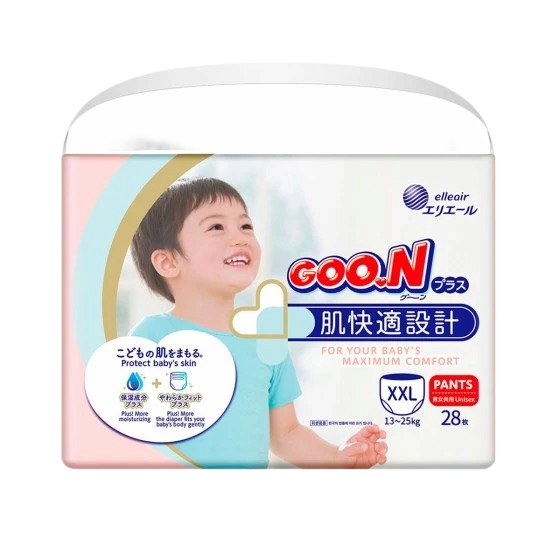 elleair
エリエール
GOO.N プラス
グ〜ン
肌快適設計
FOR YOUR BABY'S
MAXIMUM COMFORT
こどもの肌をまもる。
Protect baby's skin
保湿成分
プラス
Plus! More
moisturizing
+
やわらかフィット
プラス
Plus! More
the diaper fits your
baby's body gently
XXL
13~25kg
PANTS
男女共用 Unisex
28枚